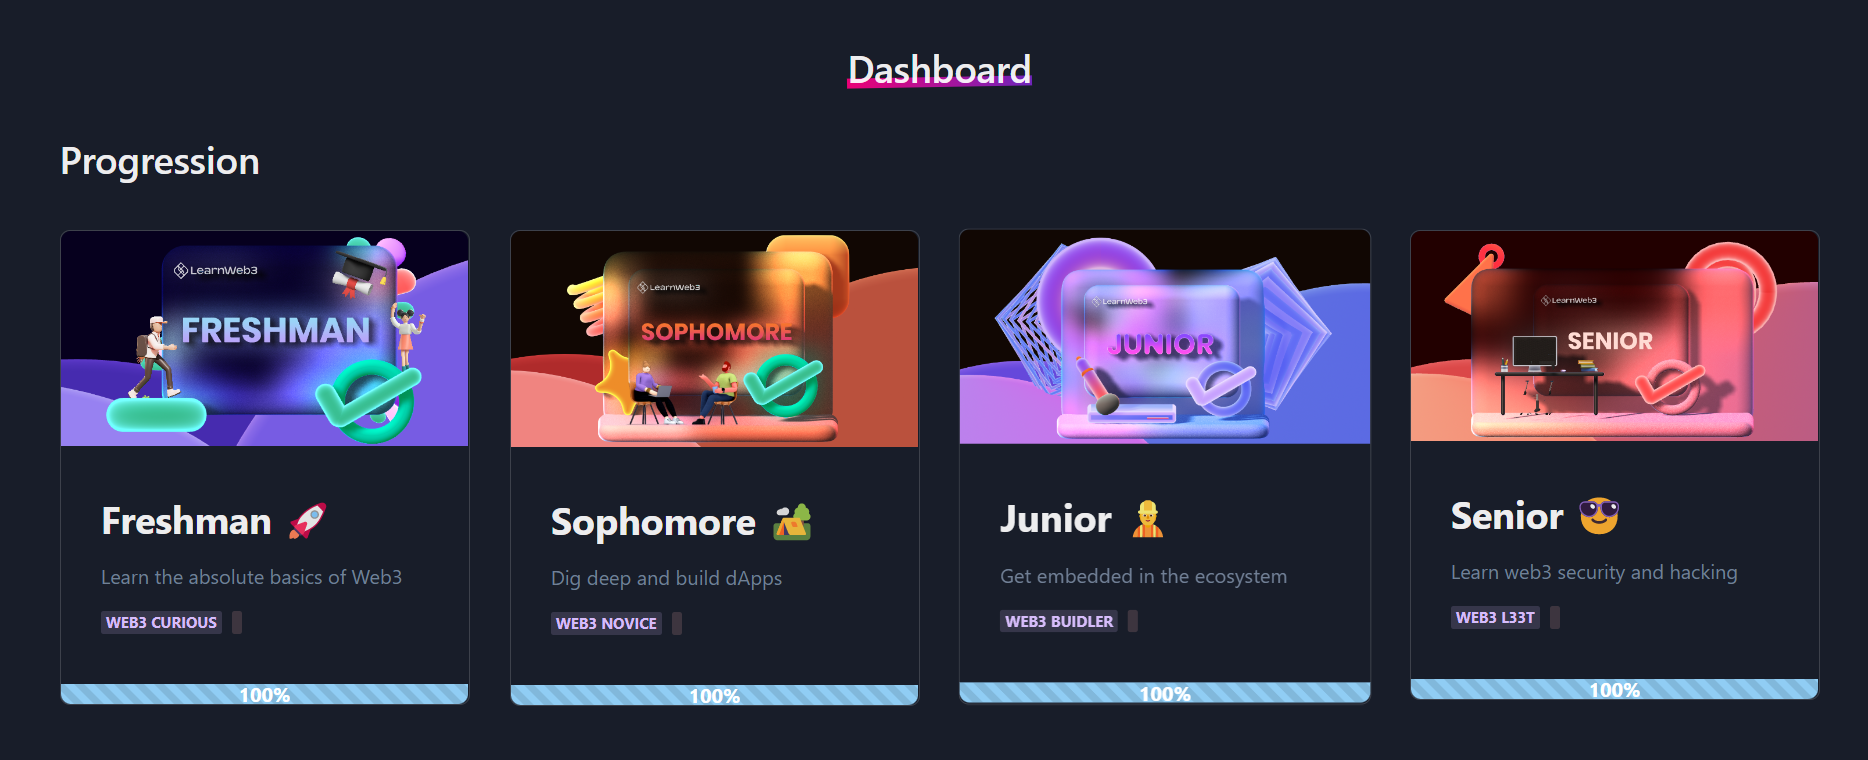 Dashboard
Progression
LearnWeb3
FRESHMAN
Freshman 🚀
Learn the absolute basics of Web3
WEB3 CURIOUS
100%
LearnWeb3
SOPHOMORE
Sophomore 🏕️
Dig deep and build dApps
WEB3 NOVICE
100%
LearnWeb3
JUNIOR
Junior 👷
Get embedded in the ecosystem
WEB3 BUIDLER
100%
LearnWeb3
SENIOR
Senior 😎
Learn web3 security and hacking
WEB3 L33T
100%